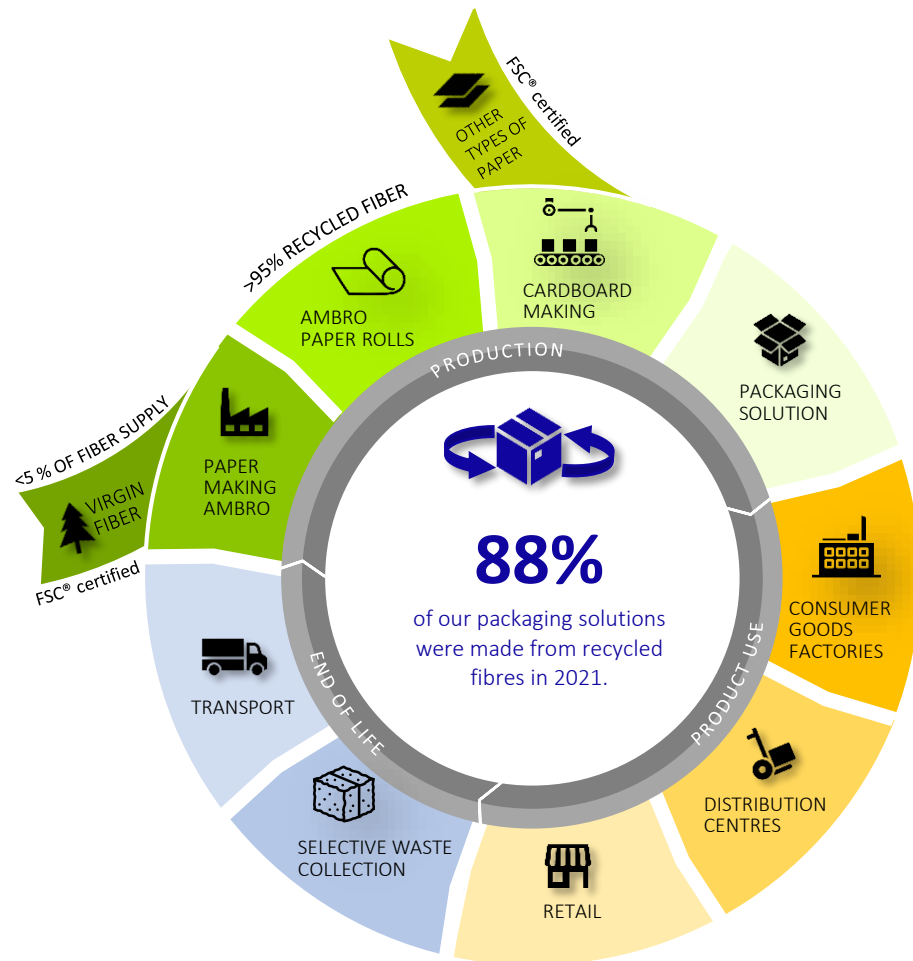 FSC® certified
OTHER
TYPES OF
PAPER
>95% RECYCLED FIBER
AMBRO
PAPER ROLLS
CARDBOARD
MAKING
PACKAGING
SOLUTION
PRODUCTION
<5 % OF FIBER SUPPLY
VIRGIN
FIBER
FSC® certified
PAPER
MAKING
AMBRO
88%
of our packaging solutions
were made from recycled
fibres in 2021.
CONSUMER
GOODS
FACTORIES
PRODUCT USE
DISTRIBUTION
CENTRES
RETAIL
END OF LIFE
SELECTIVE WASTE
COLLECTION
TRANSPORT